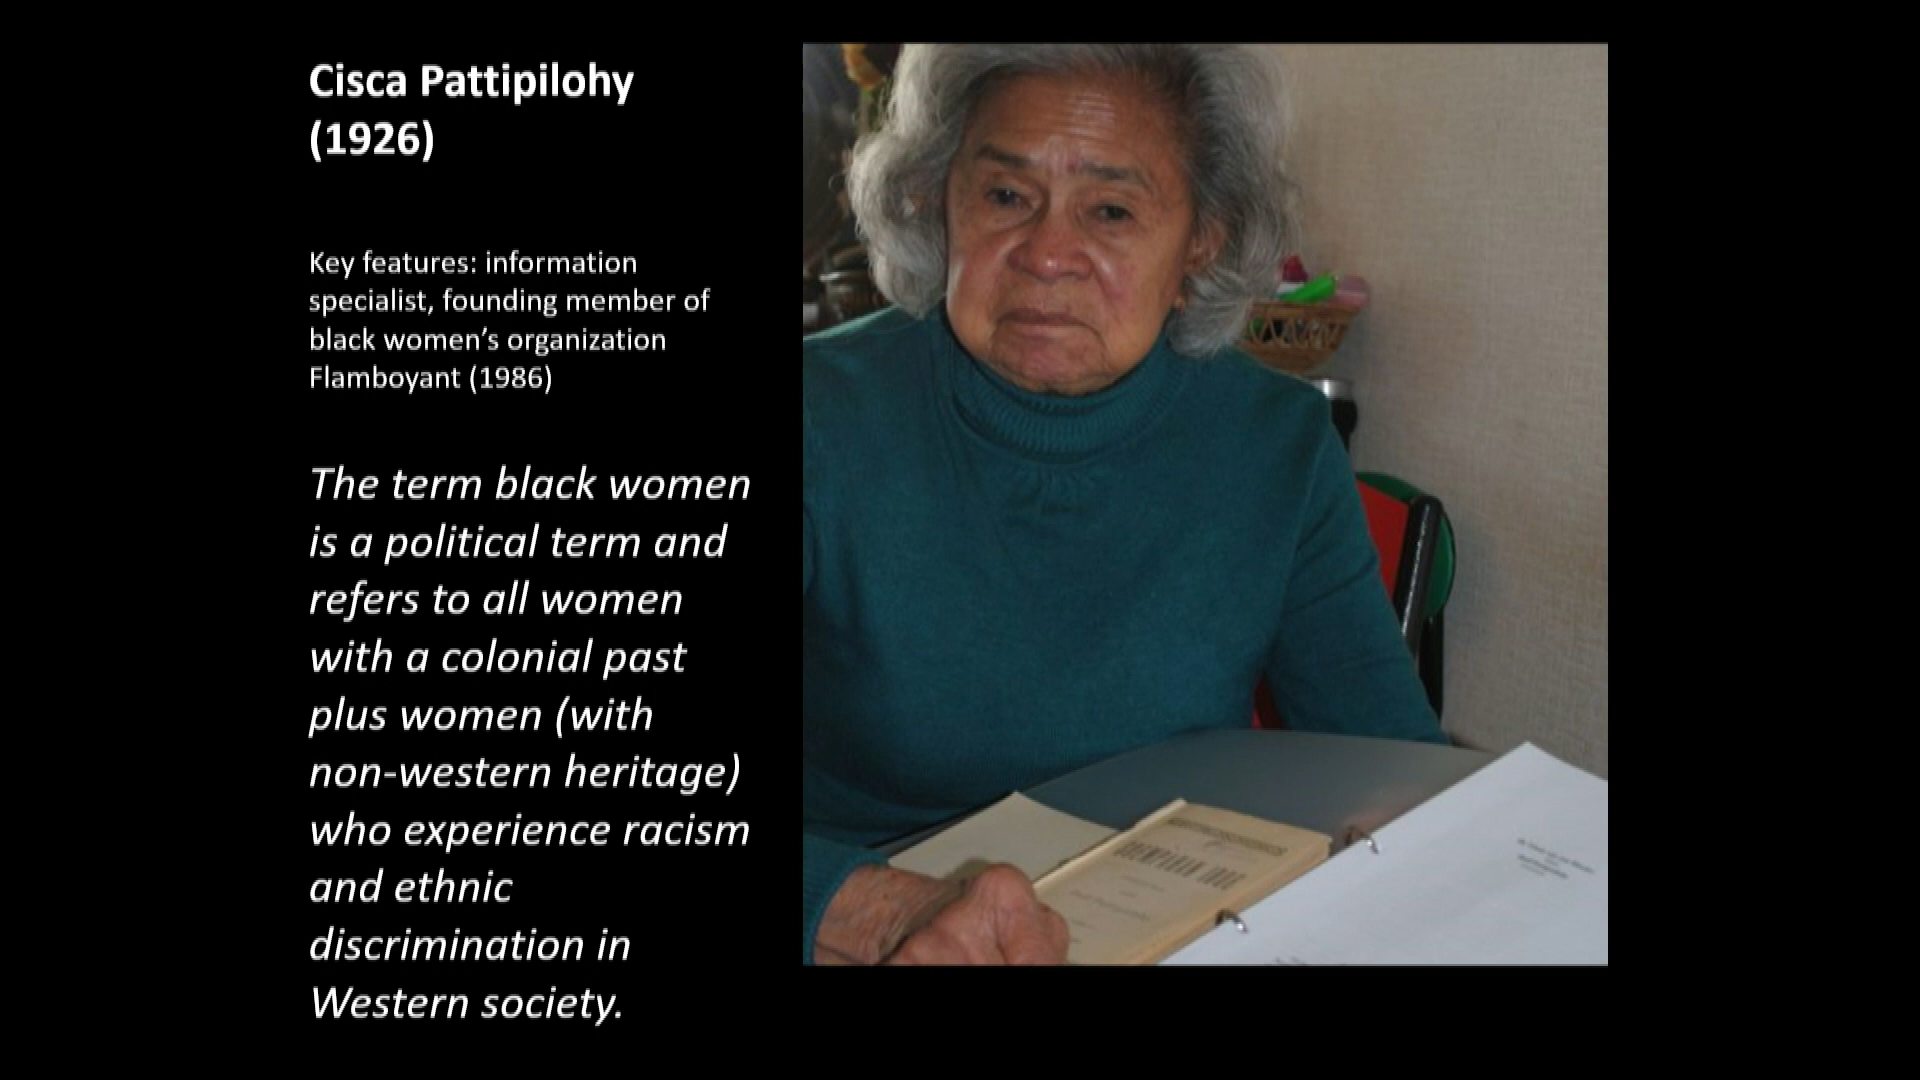 Cisca Pattipilohy
(1926)
Key features: information
specialist, founding member of
black women’s organization
Flamboyant (1986)
The term black women
is a political term and
refers to all women
with a colonial past
plus women (with
non-western heritage)
who experience racism
and ethnic
discrimination in
Western society.